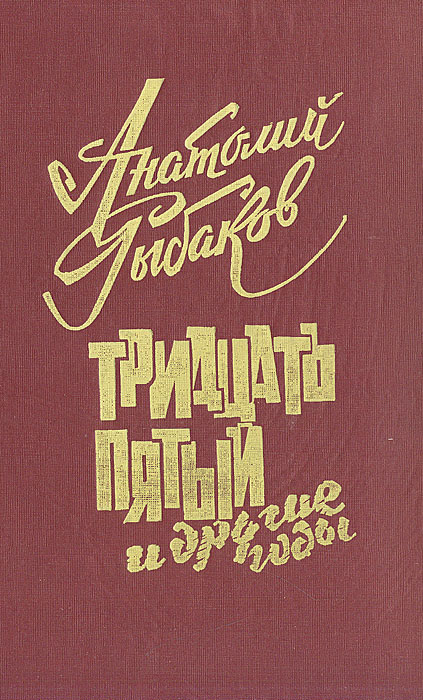 Анатолий
Рыбаков
ТРИДЦАТЬ
ПЯТЫЙ
и другие
годы